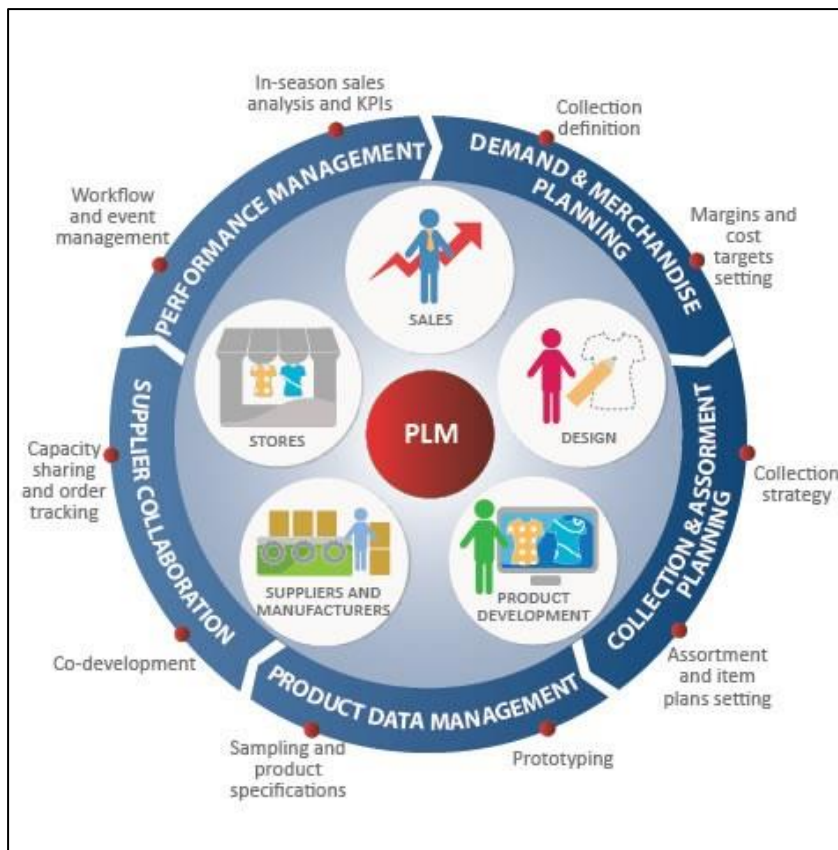 In-season sales
analysis and KPIs
Collection
definition
Workflow
and event
management
Margins and
cost
targets
setting
PERFORMANCE MANAGEMENT
DEMAND & MERCHANDISE
PLANNING
SALES
STORES
PLM
DESIGN
Capacity
sharing
and order
tracking
SUPPLIER COLLABORATION
Collection
strategy
COLLECTION & ASSORMENT
PLANNING
SUPPLIERS AND
MANUFACTURERS
PRODUCT
DEVELOPMENT
Co-development
Assortment
and item
plans setting
PRODUCT DATA MANAGEMENT
Sampling and
product
specifications
Prototyping